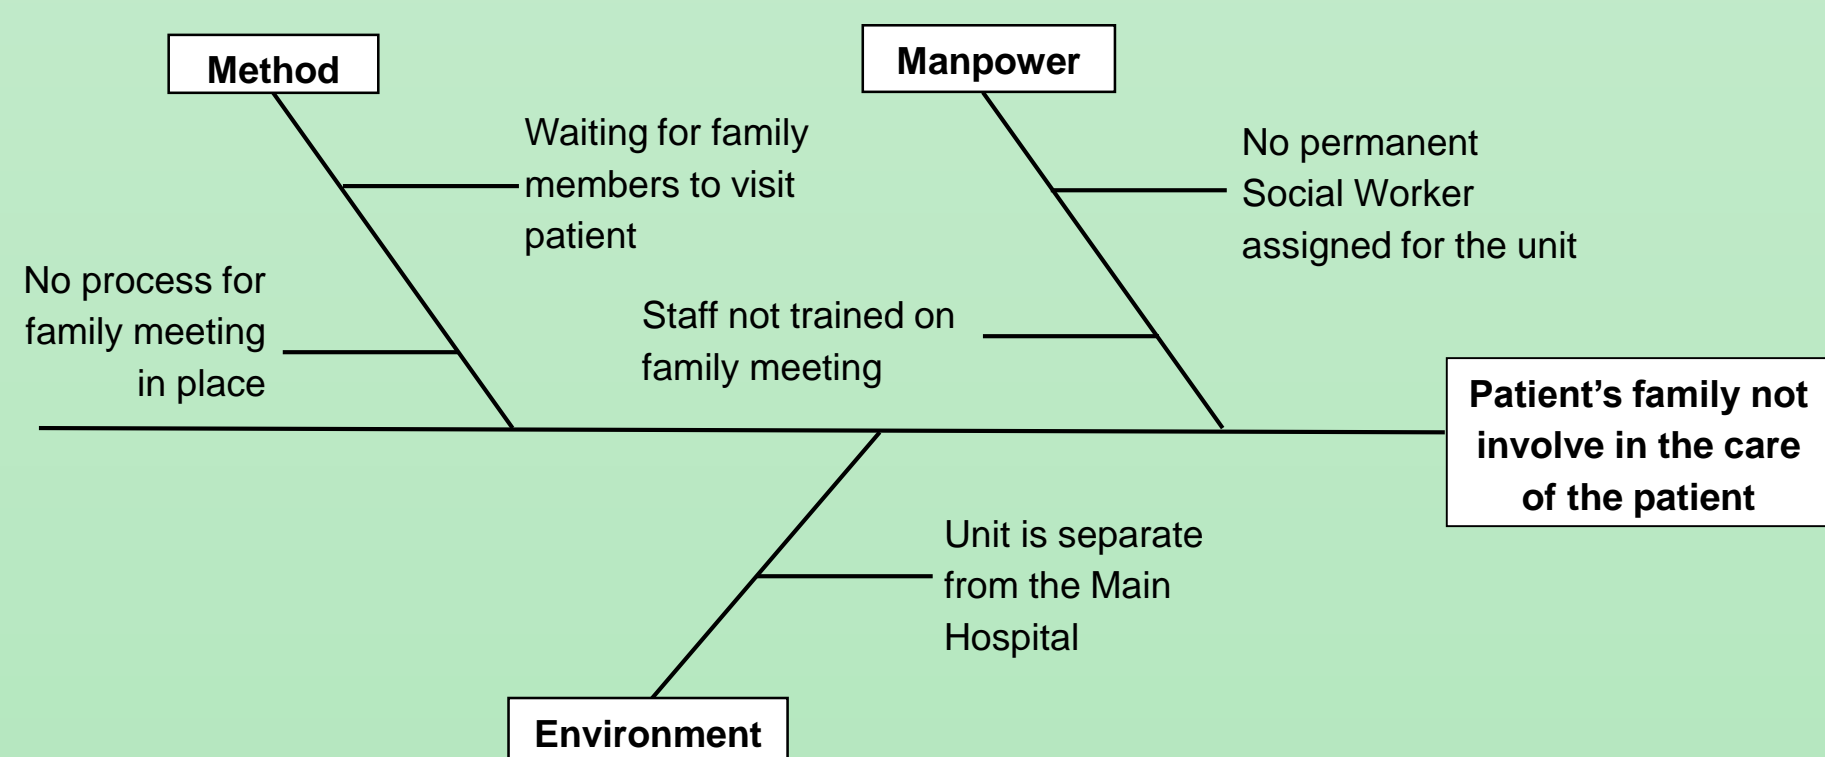 Method
Manpower
Waiting for family
members to visit
patient
No permanent
Social Worker
assigned for the unit
No process for
family meeting
in place
Staff not trained on
family meeting
Patient’s family not
involve in the care
of the patient
Unit is separate
from the Main
Hospital
Environment